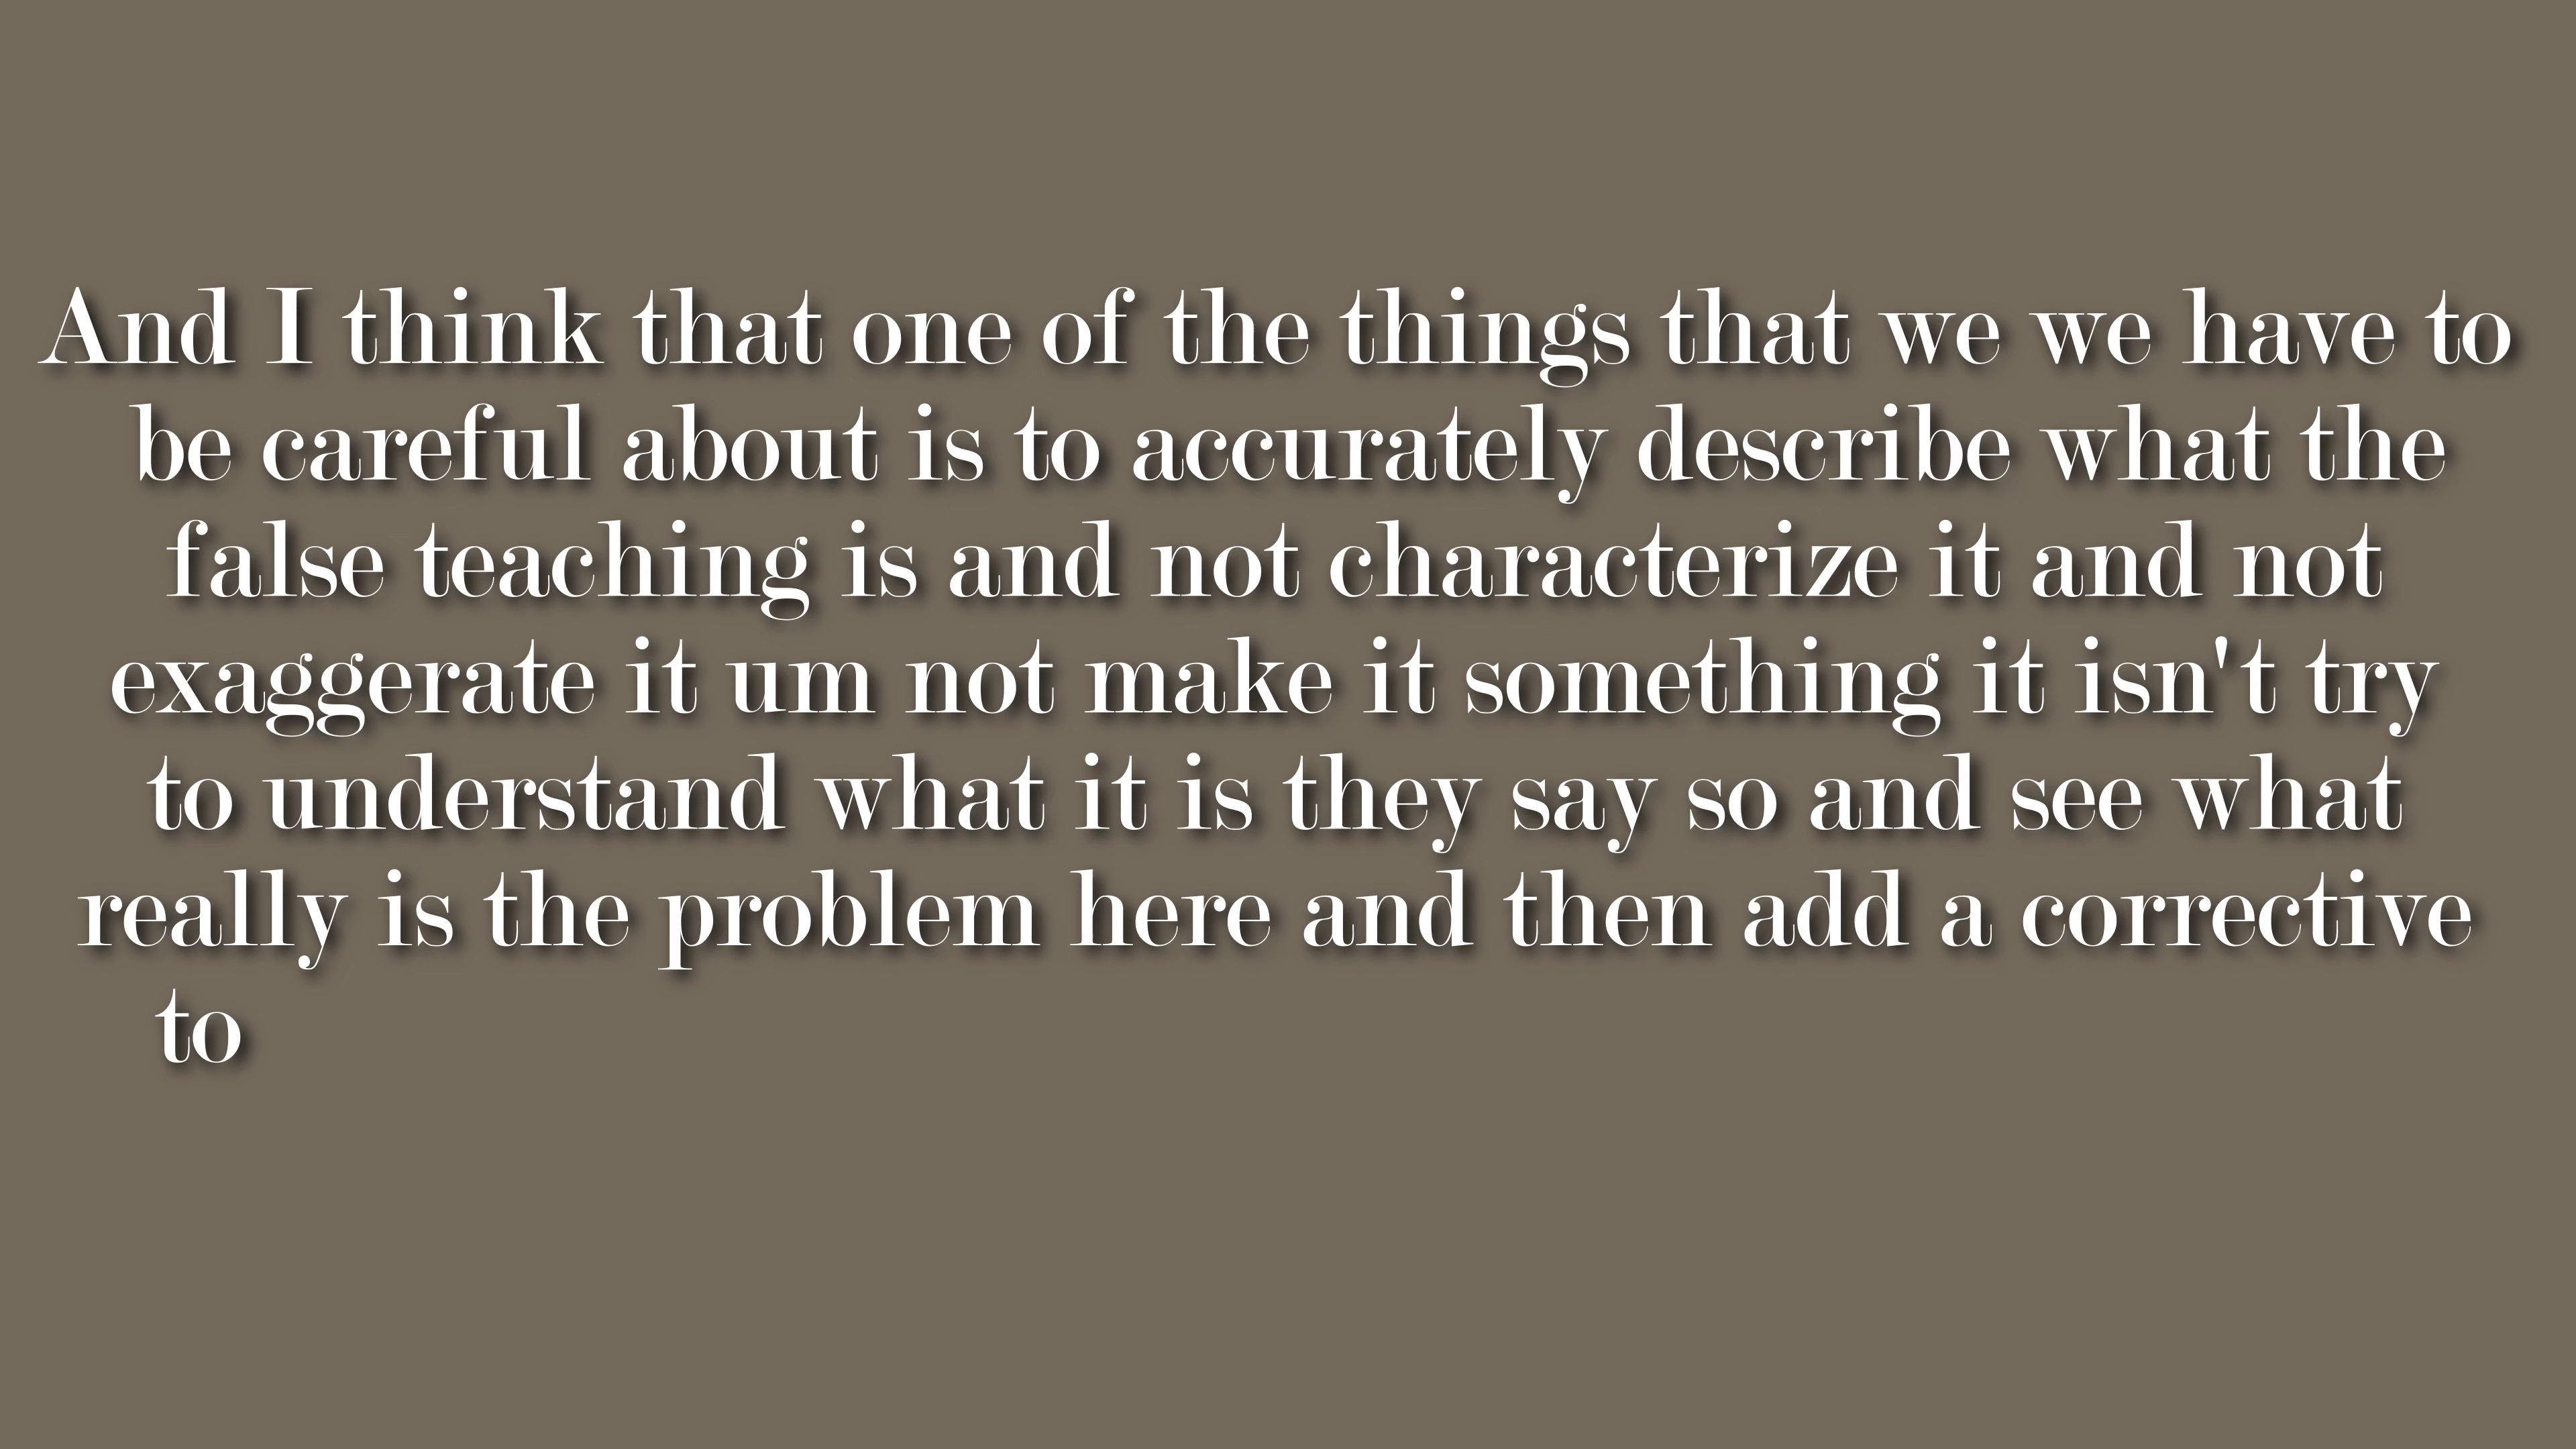 And I think that one of the things that we we have to
be careful about is to accurately describe what the
false teaching is and not characterize it and not
exaggerate it um not make it something it isn't try
to understand what it is they say so and see what
really is the problem here and then add a corrective
to